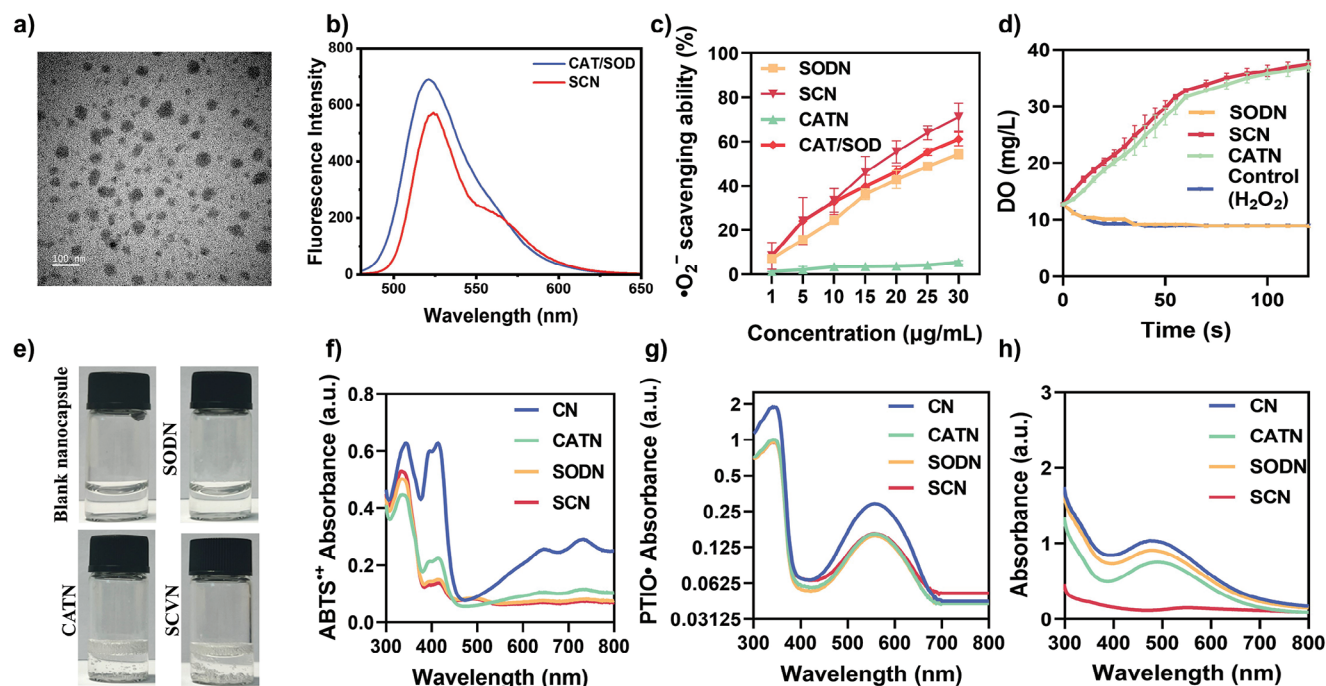 a)
100 nm
b)
Fluorescence Intensity
800
600
400
200
0
500
550
600
650
Wavelength (nm)
CAT/SOD
SCN
c)
•O₂⁻ scavenging ability (%)
100
80
60
40
20
0
1
5
10
15
20
25
30
Concentration (µg/mL)
SODN
SCN
CATN
CAT/SOD
d)
DO (mg/L)
40
30
20
10
0
0
50
100
Time (s)
SODN
SCN
CATN
Control
(H₂O₂)
e)
Blank nanocapsule
SODN
CATN
SCVN
f)
ABTS•⁺ Absorbance (a.u.)
0.8
0.6
0.4
0.2
0.0
300 400 500 600 700 800
Wavelength (nm)
CN
CATN
SODN
SCN
g)
PTIO• Absorbance (a.u.)
2
1
0.5
0.25
0.125
0.0625
0.03125
300 400 500 600 700 800
Wavelength (nm)
CN
CATN
SODN
SCN
h)
Absorbance (a.u.)
3
2
1
0
300 400 500 600 700 800
Wavelength (nm)
CN
CATN
SODN
SCN